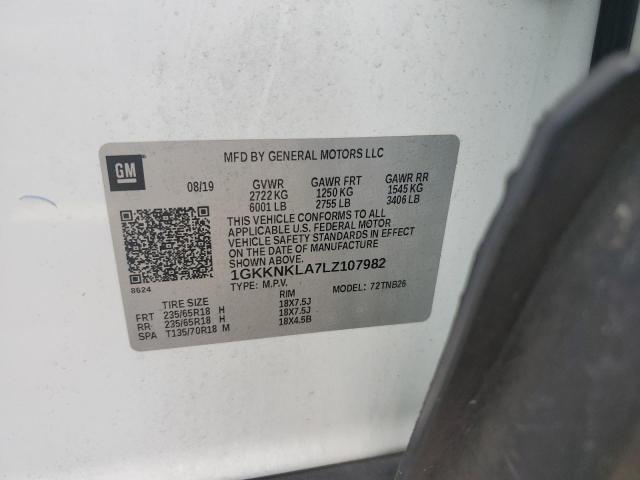 MFD BY GENERAL MOTORS LLC
GM
08/19 GVWR GAWR FRT GAWR RR
2722 KG 1250 KG 1545 KG
6001 LB 2755 LB 3406 LB
THIS VEHICLE CONFORMS TO ALL
APPLICABLE FEDERAL MOTOR
VEHICLE SAFETY STANDARDS IN EFFECT
ON THE DATE OF MANUFACTURE
SHOWN ABOVE.
1GKKNKLA7LZ107982
8624
TYPE: M.P.V. MODEL: 72TNB26
TIRE SIZE RIM
FRT 235/65R18 H 18X7.5J
RR 235/65R18 H 18X7.5J
SPA T135/70R18 M 18X4.5B